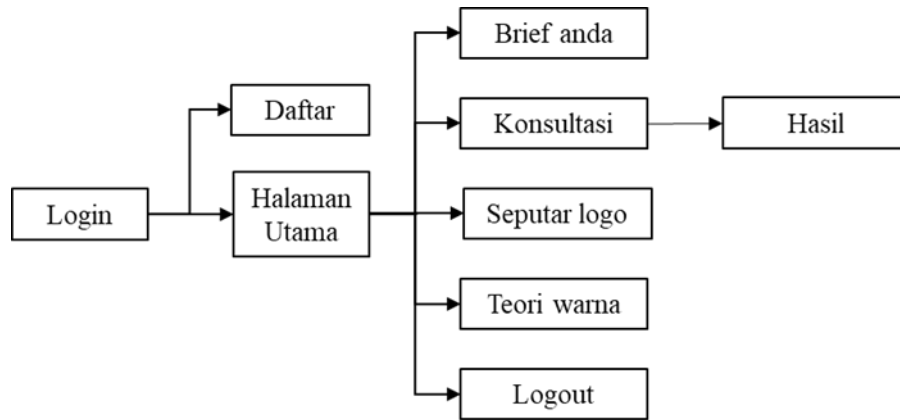 Brief anda
Daftar
Konsultasi
Hasil
Login
Halaman
Utama
Seputar logo
Teori warna
Logout